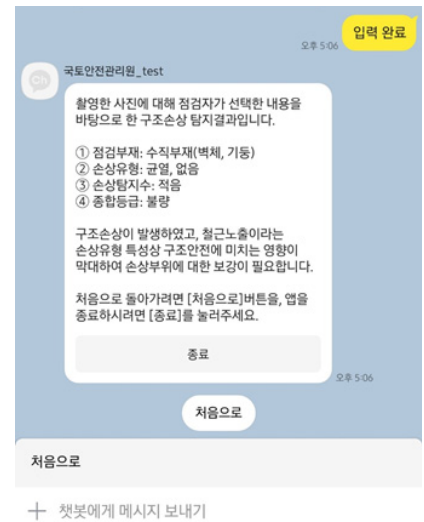 입력 완료
오후 5:06
Ch
국토안전관리원_test
촬영한 사진에 대해 점검자가 선택한 내용을
바탕으로 한 구조손상 탐지결과입니다.
① 점검부재: 수직부재(벽체, 기둥)
② 손상유형: 균열, 없음
③ 손상탐지수: 적음
④ 종합등급: 불량
구조손상이 발생하였고, 철근노출이라는
손상유형 특성상 구조안전에 미치는 영향이
막대하여 손상부위에 대한 보강이 필요합니다.
처음으로 돌아가려면 [처음으로]버튼을, 앱을
종료하시려면 [종료]를 눌러주세요.
종료
오후 5:06
처음으로
처음으로
챗봇에게 메시지 보내기